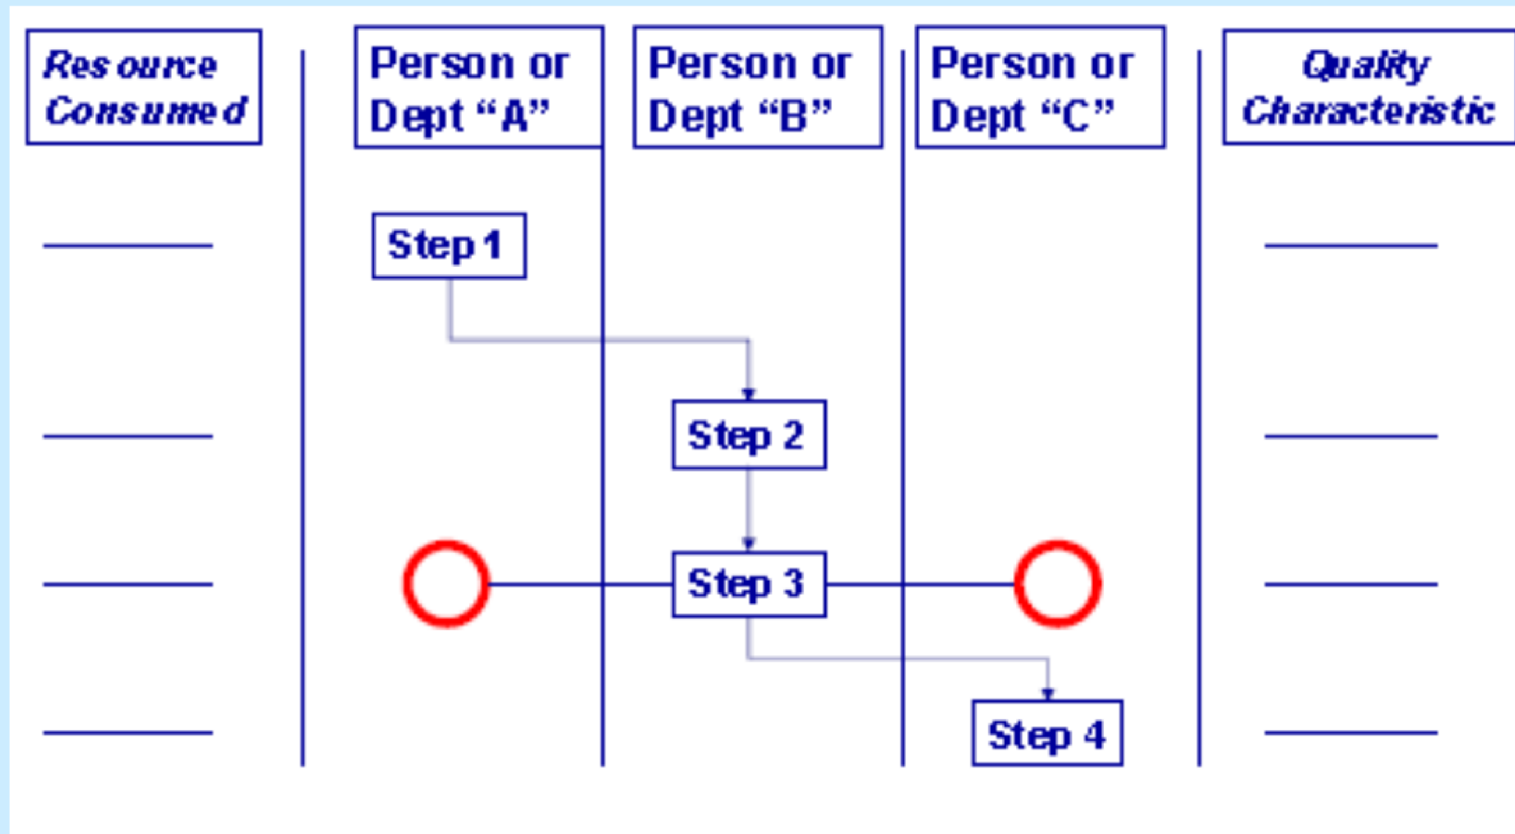 Resource
Consumed
Person or
Dept “A”
Person or
Dept “B”
Person or
Dept “C”
Quality
Characteristic
Step 1
Step 2
Step 3
Step 4